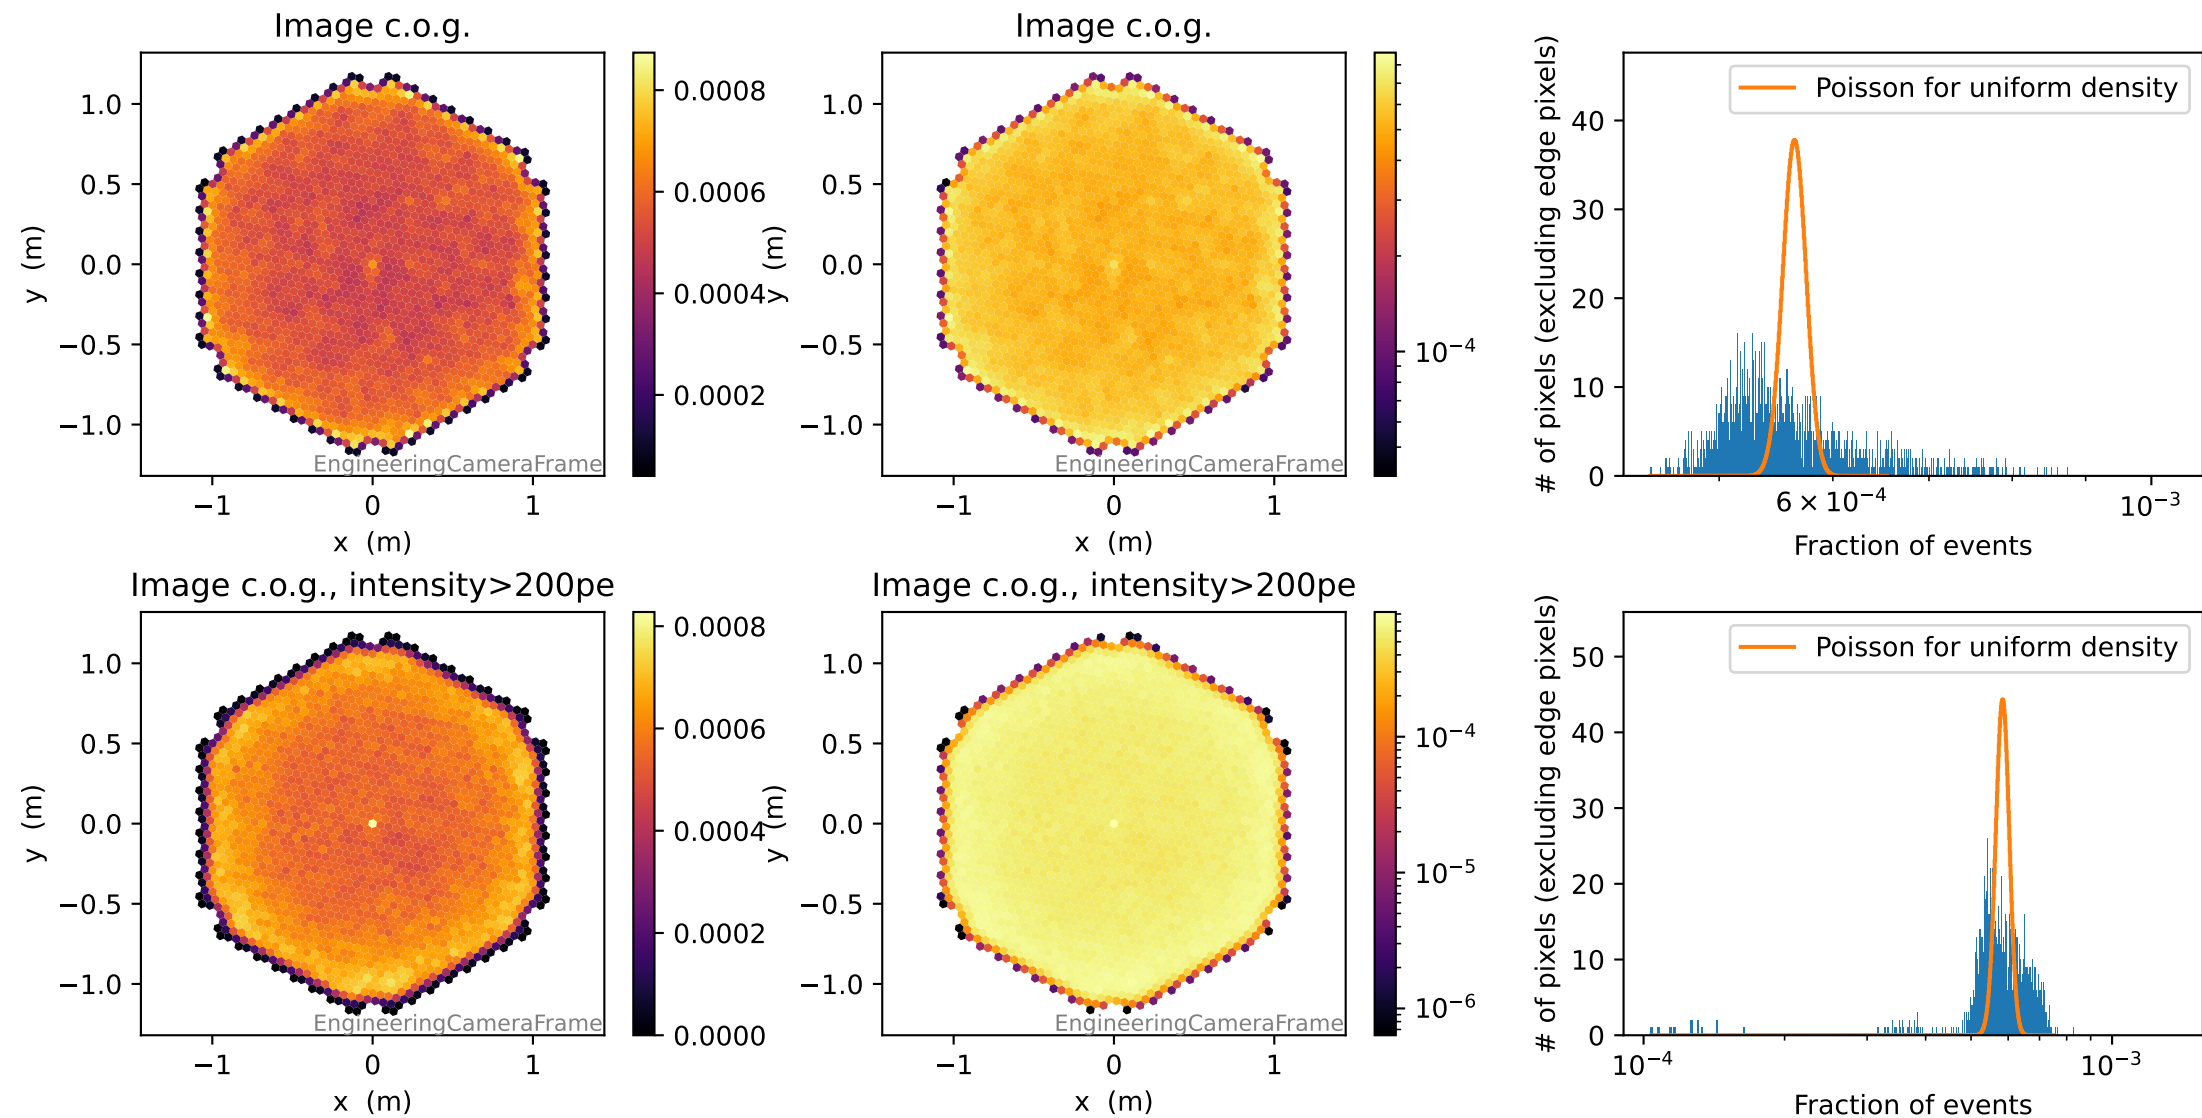 Image c.o.g.
1.0
0.5
0.0
−0.5
−1.0
y (m)
−1
0
1
x (m)
EngineeringCameraFrame
0.0008
0.0006
0.0004
0.0002
Image c.o.g.
1.0
0.5
0.0
−0.5
−1.0
y (m)
−1
0
1
x (m)
EngineeringCameraFrame
10⁻⁴
Poisson for uniform density
# of pixels (excluding edge pixels)
40
30
20
10
0
6 × 10⁻⁴
10⁻³
Fraction of events
Image c.o.g., intensity>200pe
1.0
0.5
0.0
−0.5
−1.0
y (m)
−1
0
1
x (m)
EngineeringCameraFrame
0.0008
0.0006
0.0004
0.0002
0.0000
Image c.o.g., intensity>200pe
1.0
0.5
0.0
−0.5
−1.0
y (m)
−1
0
1
x (m)
EngineeringCameraFrame
10⁻⁴
10⁻⁵
10⁻⁶
Poisson for uniform density
# of pixels (excluding edge pixels)
50
40
30
20
10
0
10⁻⁴
10⁻³
Fraction of events